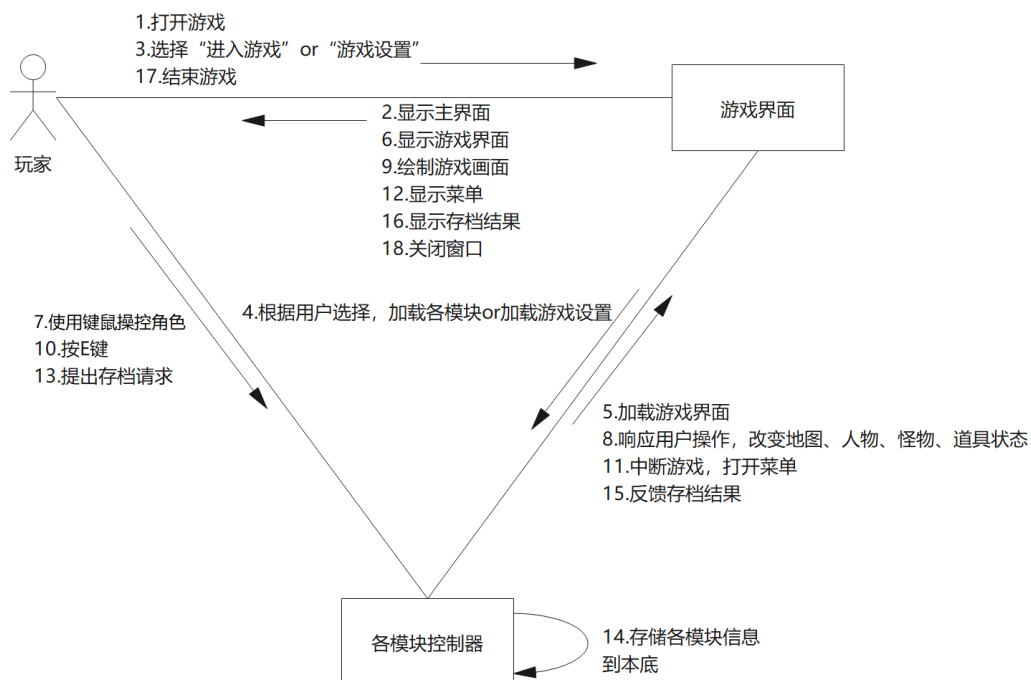 1.打开游戏
3.选择“进入游戏”or“游戏设置”
17.结束游戏
玩家
游戏界面
2.显示主界面
6.显示游戏界面
9.绘制游戏画面
12.显示菜单
16.显示存档结果
18.关闭窗口
4.根据用户选择，加载各模块or加载游戏设置
7.使用键鼠操控角色
10.按E键
13.提出存档请求
5.加载游戏界面
8.响应用户操作，改变地图、人物、怪物、道具状态
11.中断游戏，打开菜单
15.反馈存档结果
各模块控制器
14.存储各模块信息
到本底